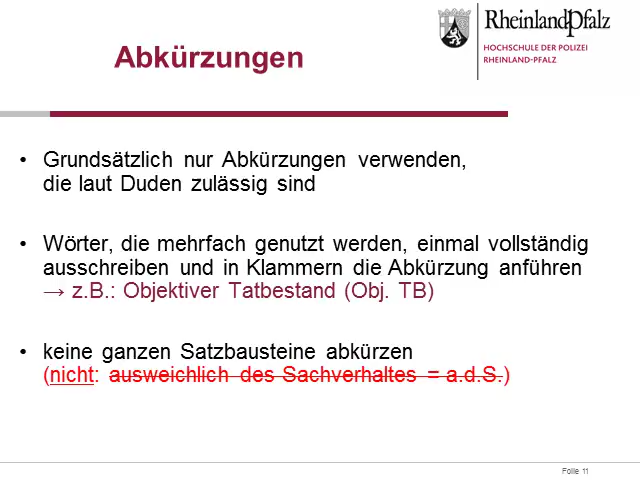 Abkürzungen
RheinlandPfalz
HOCHSCHULE DER POLIZEI
RHEINLAND-PFALZ
• Grundsätzlich nur Abkürzungen verwenden,
die laut Duden zulässig sind
• Wörter, die mehrfach genutzt werden, einmal vollständig
ausschreiben und in Klammern die Abkürzung anführen
→ z.B.: Objektiver Tatbestand (Obj. TB)
• keine ganzen Satzbausteine abkürzen
(nicht: ausweichlich des Sachverhaltes = a.d.S.)
Folie 11